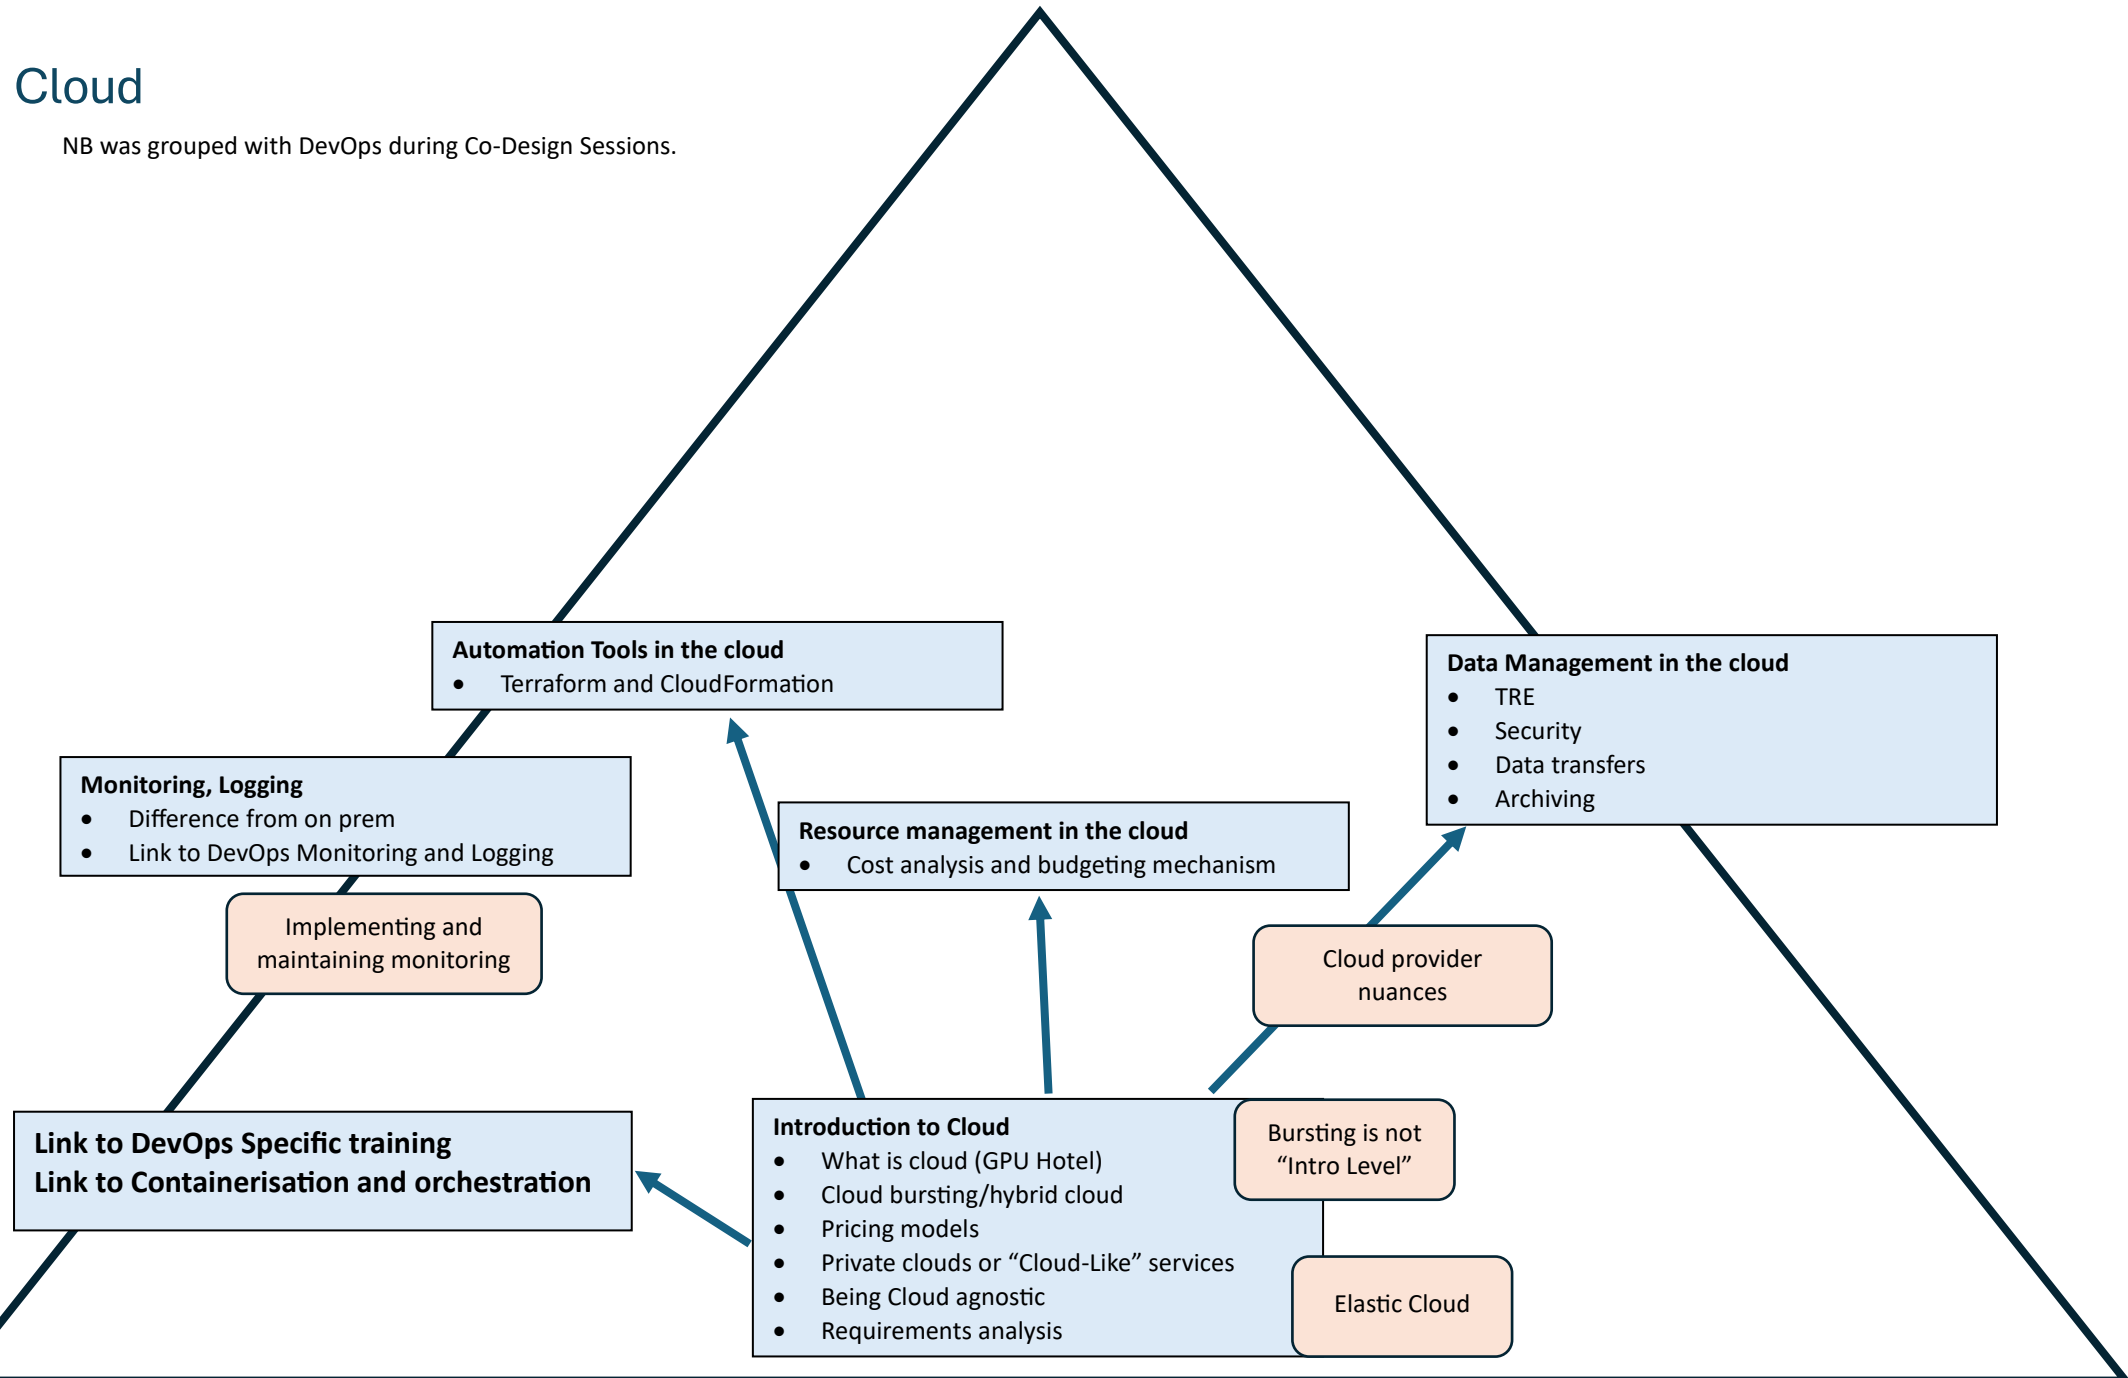 Cloud
NB was grouped with DevOps during Co-Design Sessions.
Automation Tools in the cloud
• Terraform and CloudFormation
Data Management in the cloud
• TRE
• Security
• Data transfers
• Archiving
Monitoring, Logging
• Difference from on prem
• Link to DevOps Monitoring and Logging
Resource management in the cloud
• Cost analysis and budgeting mechanism
Implementing and
maintaining monitoring
Cloud provider
nuances
Link to DevOps Specific training
Link to Containerisation and orchestration
Introduction to Cloud
• What is cloud (GPU Hotel)
• Cloud bursting/hybrid cloud
• Pricing models
• Private clouds or “Cloud-Like” services
• Being Cloud agnostic
• Requirements analysis
Bursting is not
“Intro Level”
Elastic Cloud